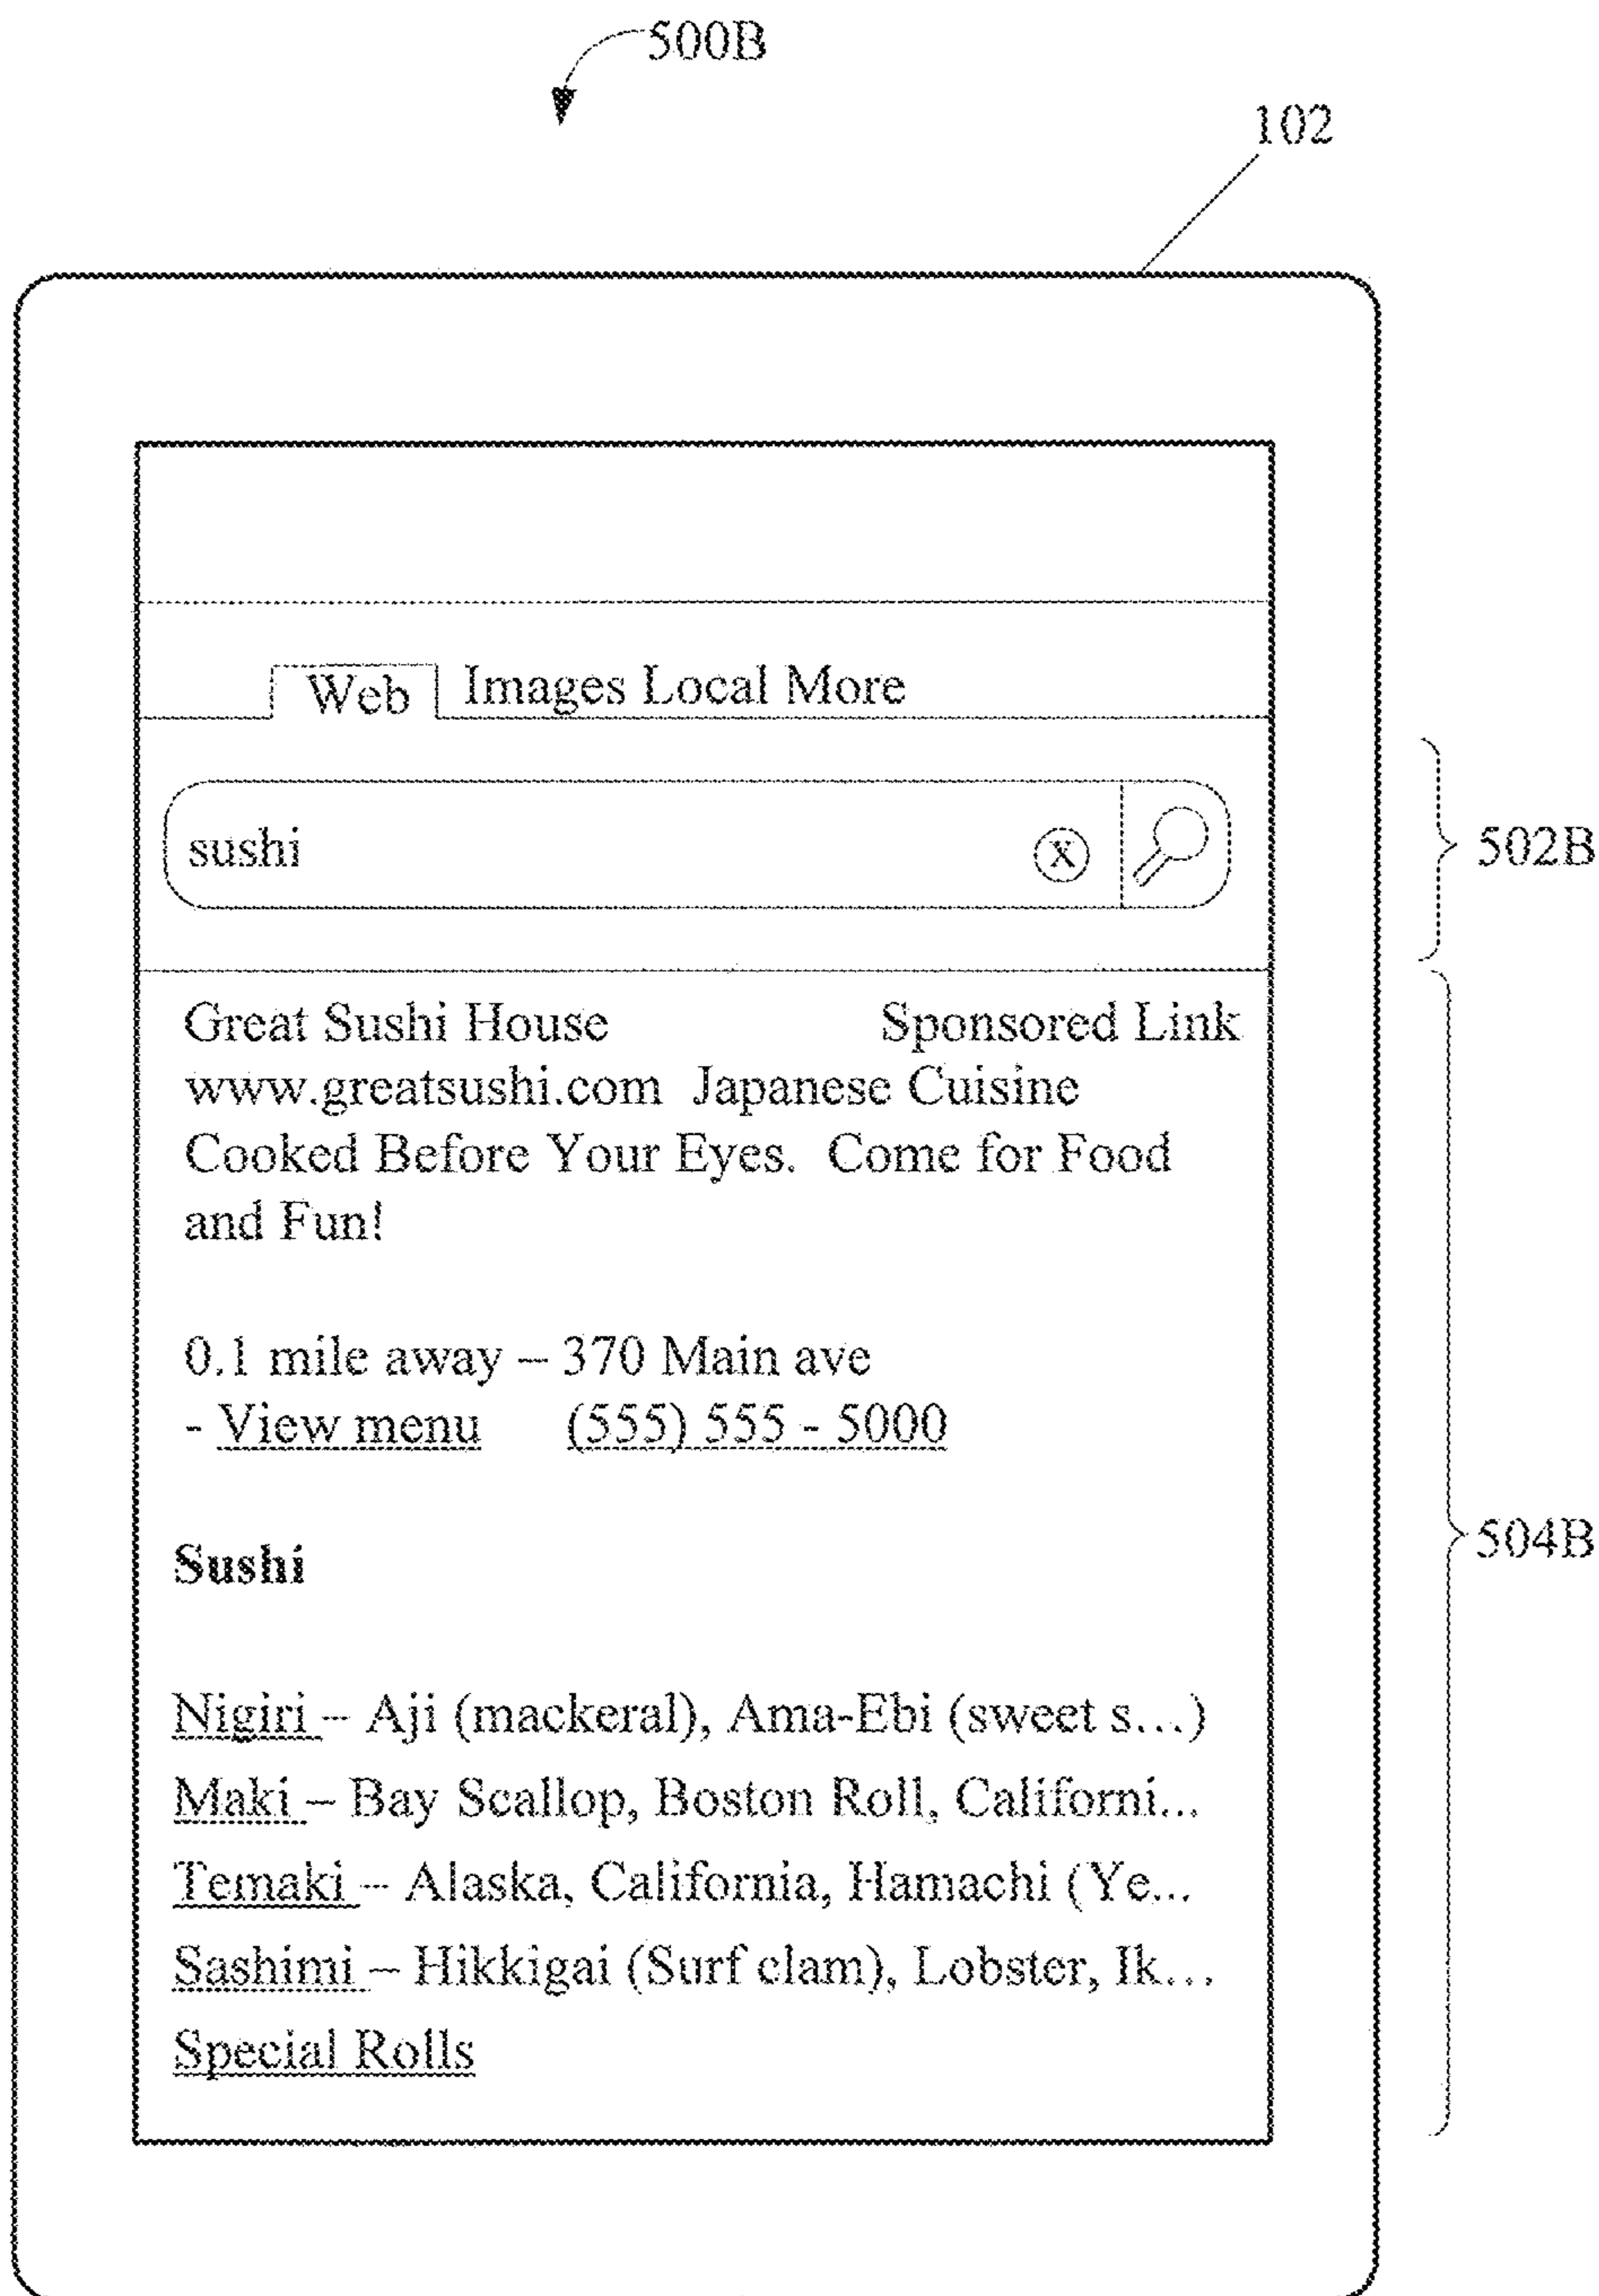 500B
102
Web Images Local More
sushi X
502B
Great Sushi House Sponsored Link
www.greatsushi.com Japanese Cuisine
Cooked Before Your Eyes. Come for Food
and Fun!
0.1 mile away – 370 Main ave
- View menu (555) 555 - 5000
504B
Sushi
Nigiri – Aji (mackeral), Ama-Ebi (sweet s...)
Maki – Bay Scallop, Boston Roll, Californi...
Temaki – Alaska, California, Hamachi (Ye...
Sashimi – Hikkigai (Surf clam), Lobster, Ik...
Special Rolls